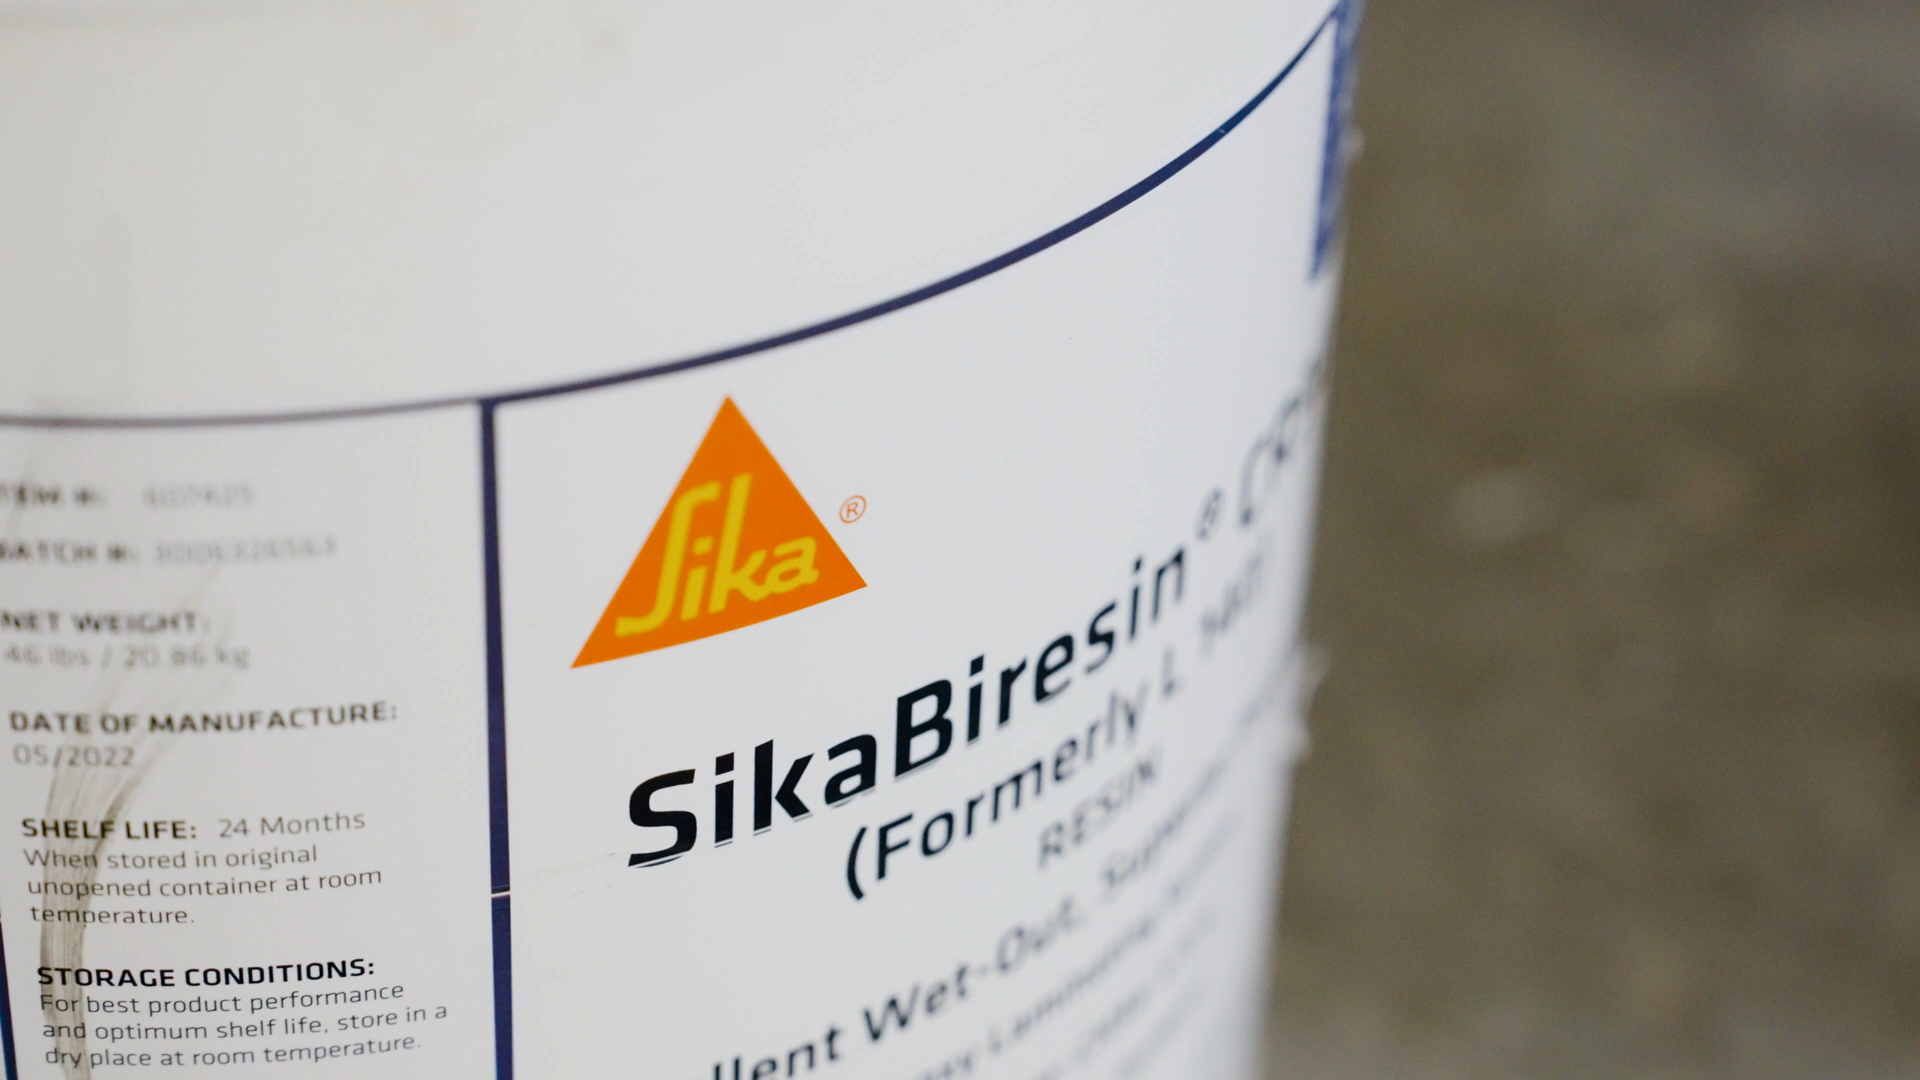 ITEM #: 607425
BATCH #:
NET WEIGHT:
46 lbs / 20.86 kg
DATE OF MANUFACTURE:
05/2022
SHELF LIFE: 24 Months
When stored in original
unopened container at room
temperature.
STORAGE CONDITIONS:
For best product performance
and optimum shelf life, store in a
dry place at room temperature.
Sika®
SikaBiresin®
(Formerly L
RESIN
llent Wet-Out,